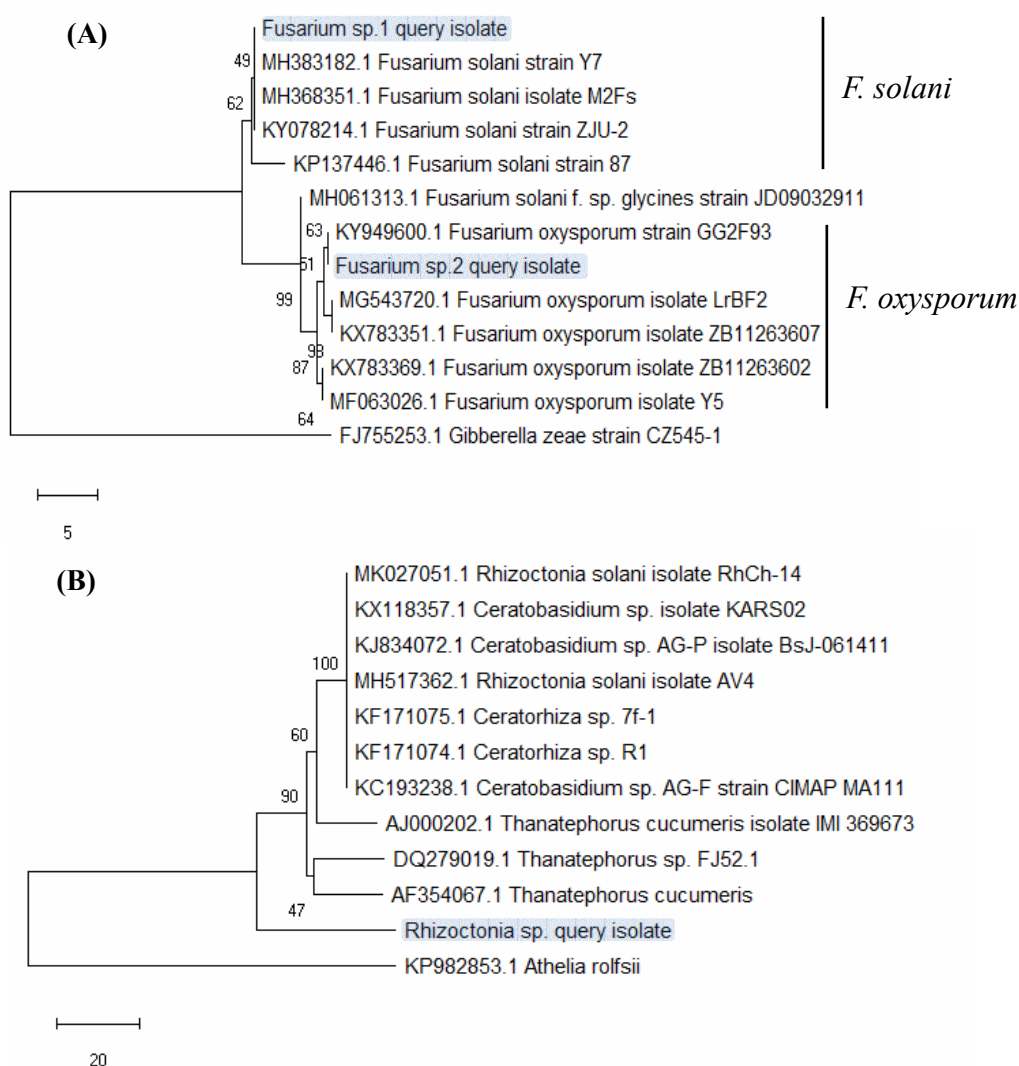 (A)
Fusarium sp.1 query isolate
49
MH383182.1 Fusarium solani strain Y7
62
MH368351.1 Fusarium solani isolate M2Fs
F. solani
KY078214.1 Fusarium solani strain ZJU-2
KP137446.1 Fusarium solani strain 87
MH061313.1 Fusarium solani f. sp. glycines strain JD09032911
63
KY949600.1 Fusarium oxysporum strain GG2F93
51
Fusarium sp.2 query isolate
99
MG543720.1 Fusarium oxysporum isolate LrBF2
F. oxysporum
KX783351.1 Fusarium oxysporum isolate ZB11263607
98
87
KX783369.1 Fusarium oxysporum isolate ZB11263602
MF063026.1 Fusarium oxysporum isolate Y5
64
FJ755253.1 Gibberella zeae strain CZ545-1
5
(B)
MK027051.1 Rhizoctonia solani isolate RhCh-14
KX118357.1 Ceratobasidium sp. isolate KARS02
KJ834072.1 Ceratobasidium sp. AG-P isolate BsJ-061411
100
MH517362.1 Rhizoctonia solani isolate AV4
KF171075.1 Ceratorhiza sp. 7f-1
60
KF171074.1 Ceratorhiza sp. R1
KC193238.1 Ceratobasidium sp. AG-F strain CIMAP MA111
90
AJ000202.1 Thanatephorus cucumeris isolate IMI 369673
DQ279019.1 Thanatephorus sp. FJ52.1
AF354067.1 Thanatephorus cucumeris
47
Rhizoctonia sp. query isolate
KP982853.1 Athelia rolfsii
20